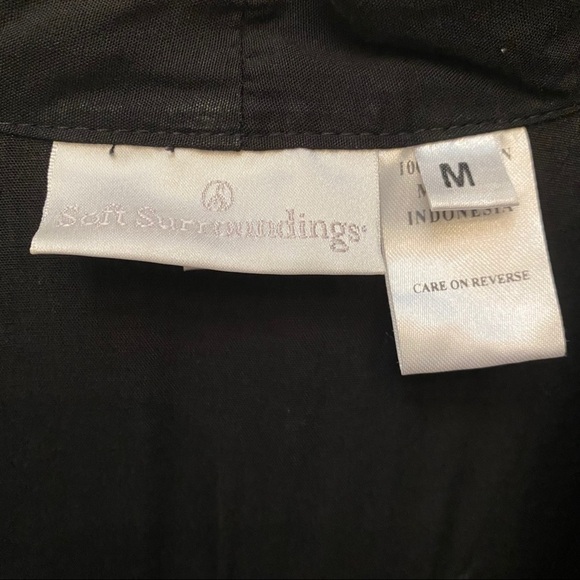 Soft Surroundings
M
INDONESIA
CARE ON REVERSE